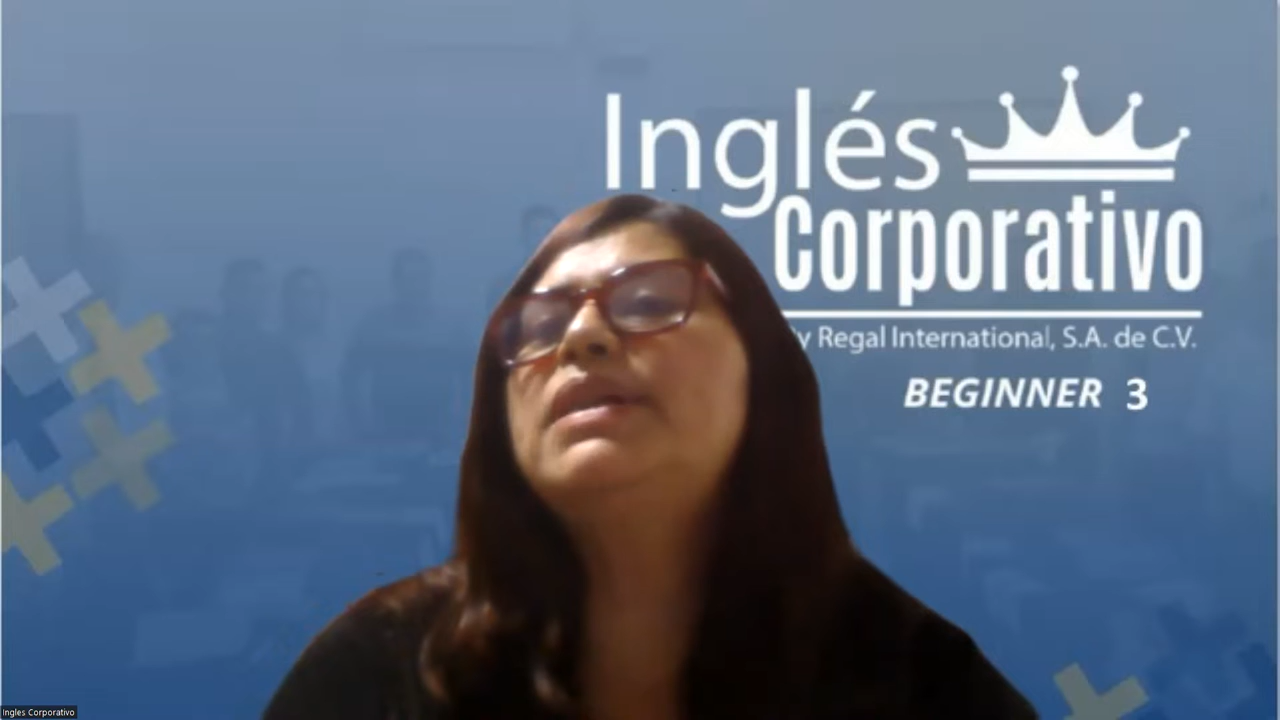 Inglés
Corporativo
y Regal International, S.A. de C.V.
BEGINNER 3
Ingles Corporativo